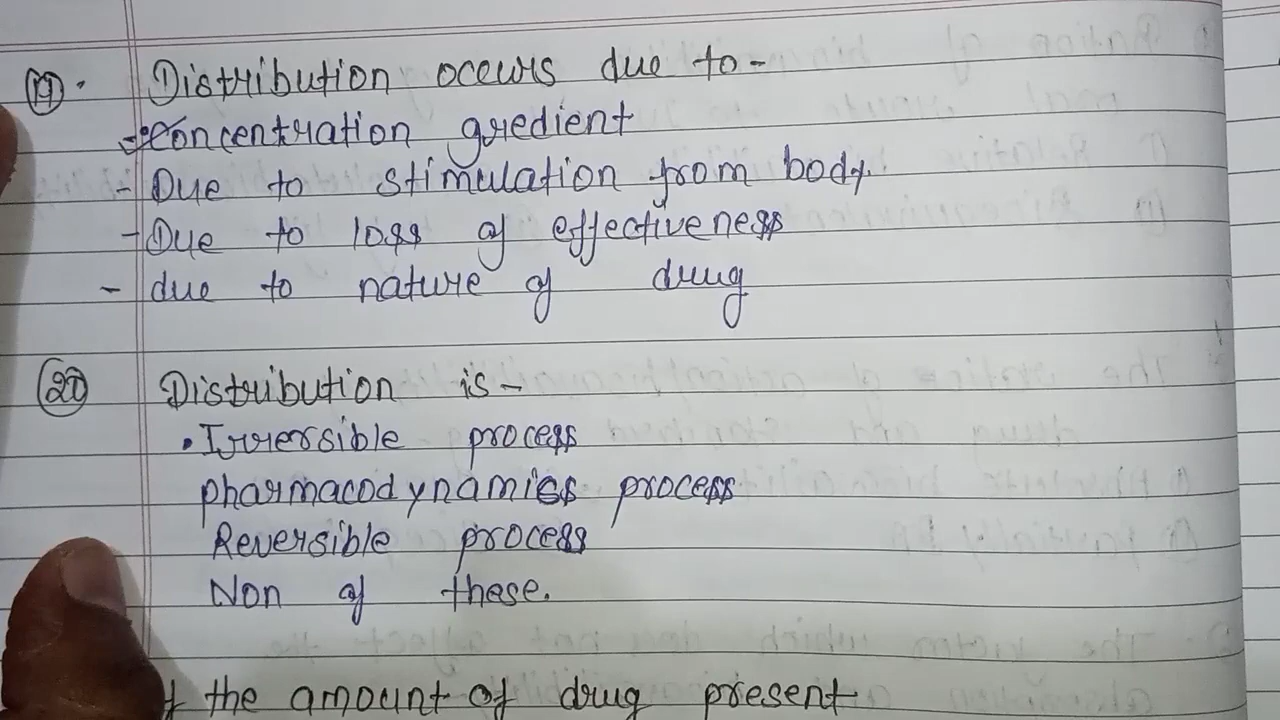 19. Distribution occurs due to-
Concentration gredient
- Due to stimulation from body.
- Due to loss of effectiveness
- due to nature of drug
20 Distribution is -
• Irrversible process
pharmacodynamics process
Reversible process
Non of these.
the amount of drug present